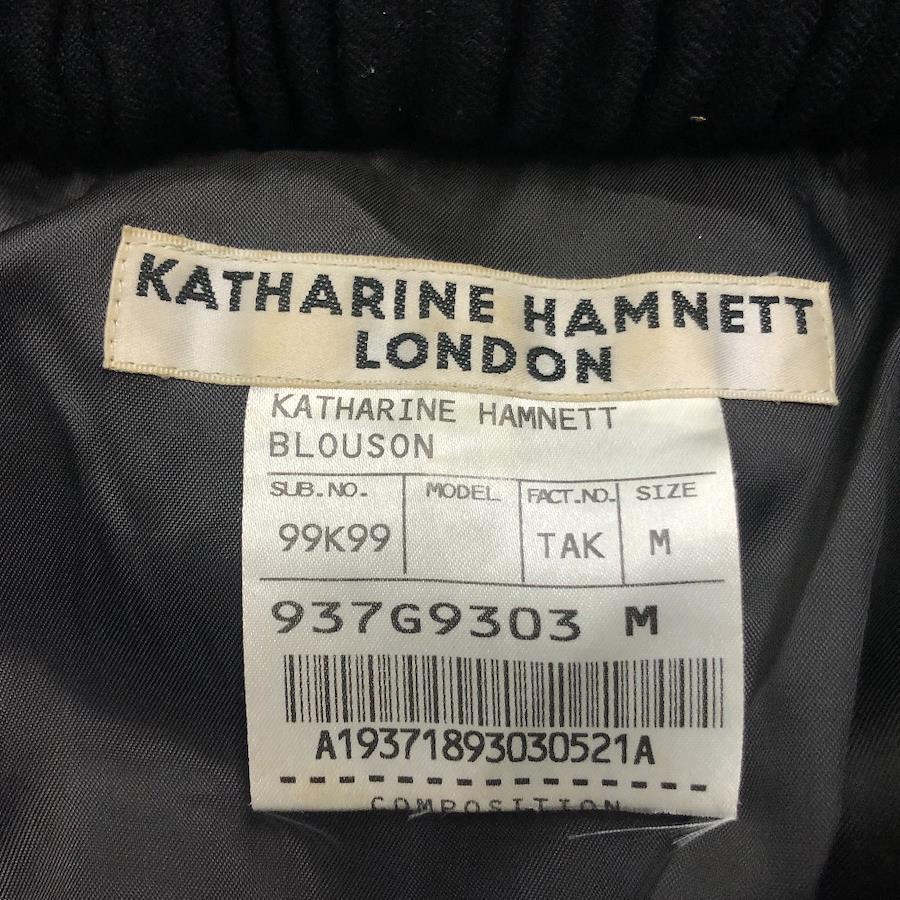 KATHARINE HAMNETT
LONDON
KATHARINE HAMNETT
BLOUSON
SUB.NO. MODEL FACT.NO. SIZE
99K99 TAK M
937G9303 M
A19371893030521A
COMPOSITION